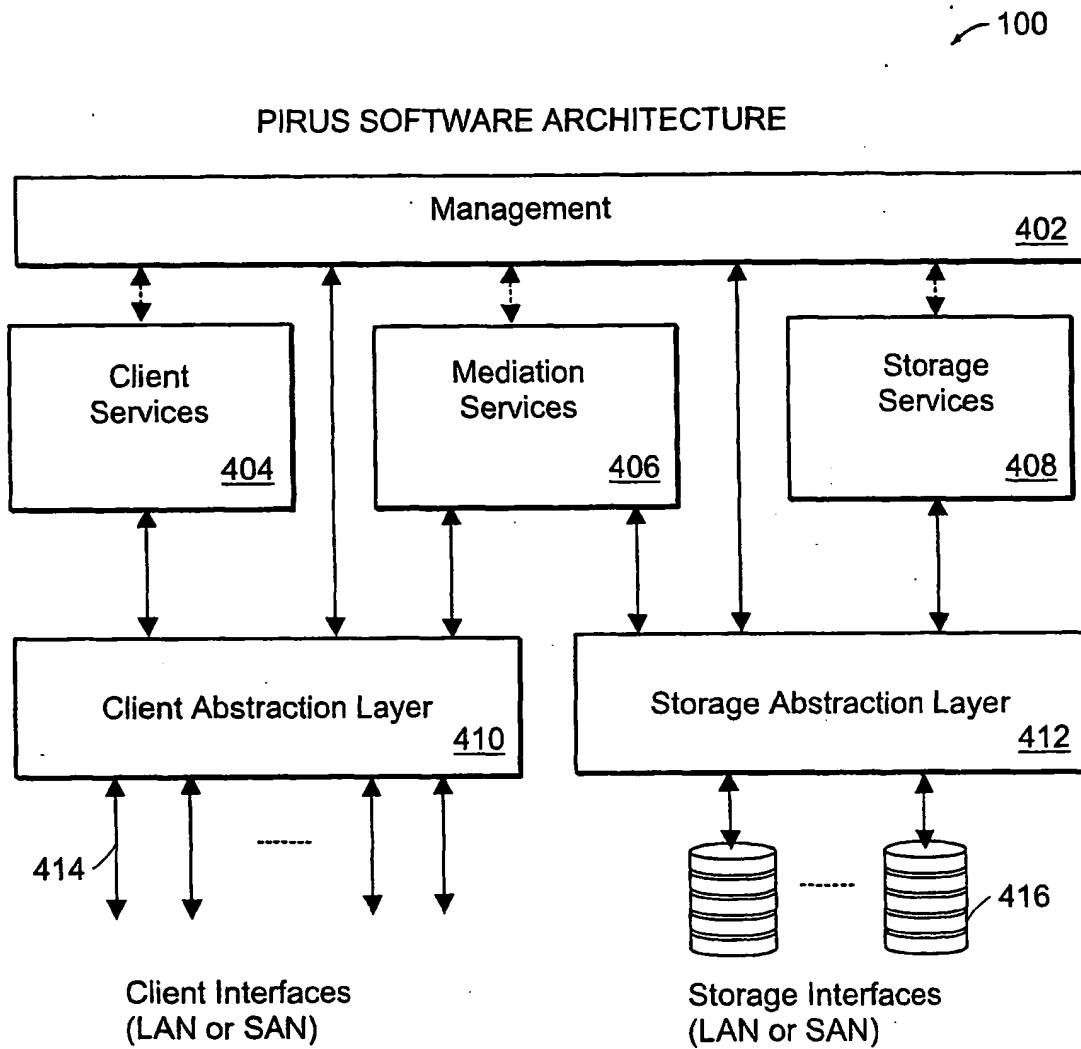 100
PIRUS SOFTWARE ARCHITECTURE
Management
402
Client
Services
404
Mediation
Services
406
Storage
Services
408
Client Abstraction Layer
410
Storage Abstraction Layer
412
414
416
Client Interfaces
(LAN or SAN)
Storage Interfaces
(LAN or SAN)